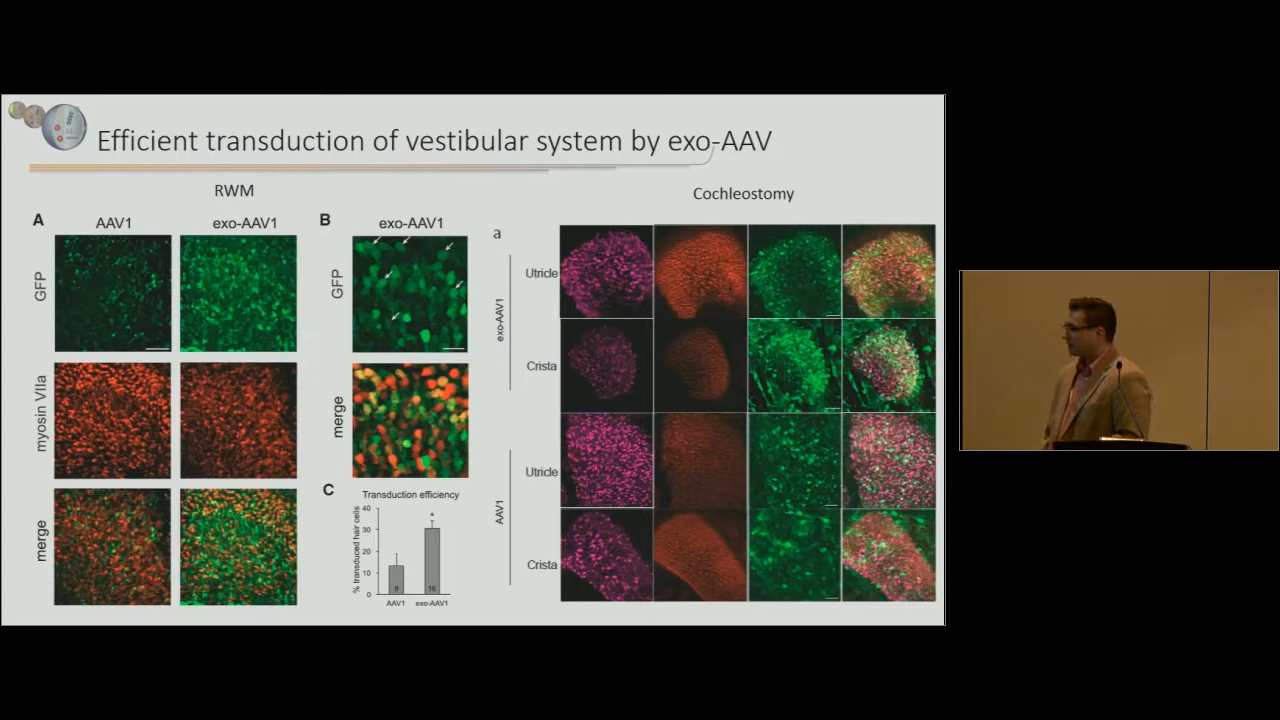 Efficient transduction of vestibular system by exo-AAV
RWM
A
AAV1
exo-AAV1
GFP
myosin VIIa
merge
B
exo-AAV1
GFP
merge
C
Transduction efficiency
% transduced hair cells
40
30
20
10
0
*
16
AAV1
exo-AAV1
Cochleostomy
a
exo-AAV1
Utricle
Crista
AAV1
Utricle
Crista